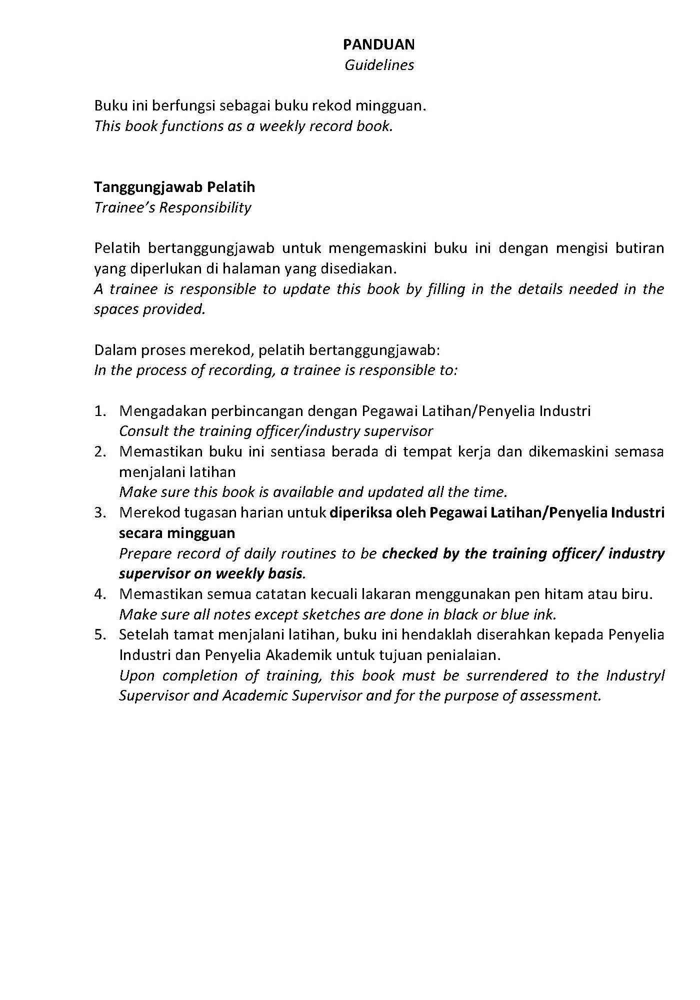 PANDUAN
Guidelines
Buku ini berfungsi sebagai buku rekod mingguan.
This book functions as a weekly record book.
Tanggungjawab Pelatih
Trainee’s Responsibility
Pelatih bertanggungjawab untuk mengemaskini buku ini dengan mengisi butiran
yang diperlukan di halaman yang disediakan.
A trainee is responsible to update this book by filling in the details needed in the
spaces provided.
Dalam proses merekod, pelatih bertanggungjawab:
In the process of recording, a trainee is responsible to:
1. Mengadakan perbincangan dengan Pegawai Latihan/Penyelia Industri
Consult the training officer/industry supervisor
2. Memastikan buku ini sentiasa berada di tempat kerja dan dikemaskini semasa
menjalani latihan
Make sure this book is available and updated all the time.
3. Merekod tugasan harian untuk diperiksa oleh Pegawai Latihan/Penyelia Industri
secara mingguan
Prepare record of daily routines to be checked by the training officer/ industry
supervisor on weekly basis.
4. Memastikan semua catatan kecuali lakaran menggunakan pen hitam atau biru.
Make sure all notes except sketches are done in black or blue ink.
5. Setelah tamat menjalani latihan, buku ini hendaklah diserahkan kepada Penyelia
Industri dan Penyelia Akademik untuk tujuan penialaian.
Upon completion of training, this book must be surrendered to the Industryl
Supervisor and Academic Supervisor and for the purpose of assessment.